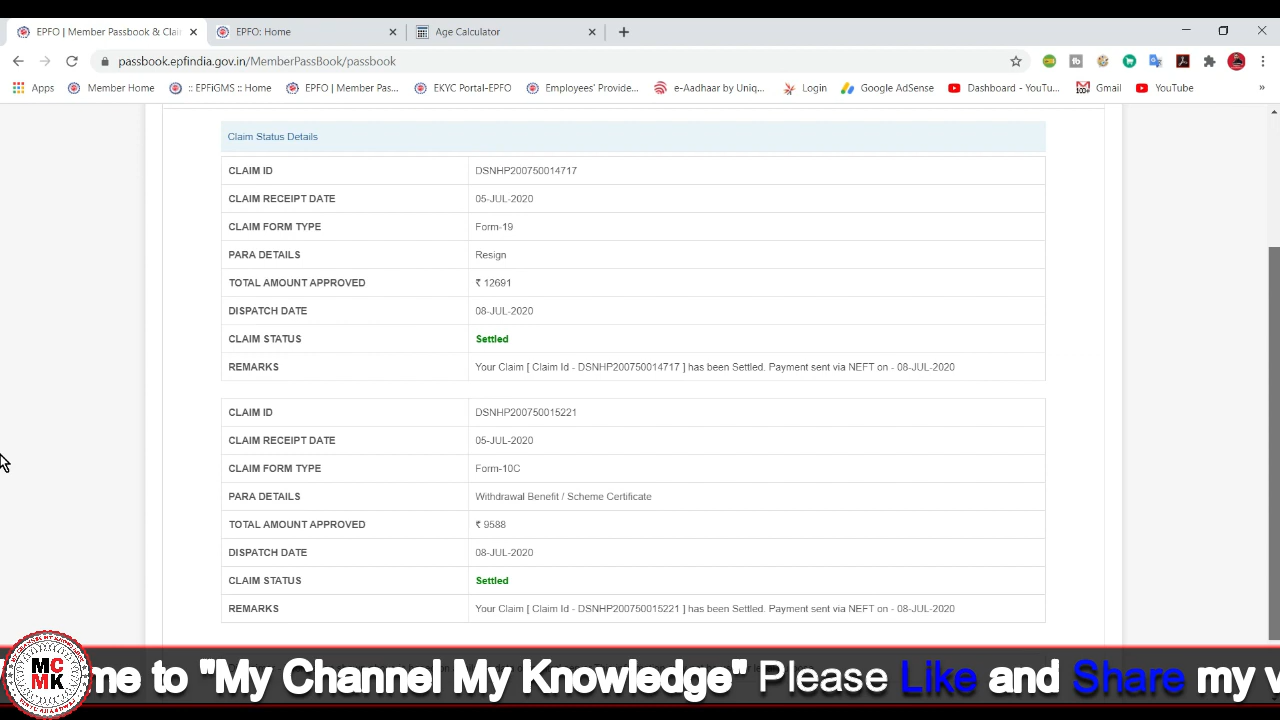 EPFO | Member Passbook & Clai
EPFO: Home
Age Calculator
passbook.epfindia.gov.in/MemberPassBook/passbook
Apps
Member Home
:: EPFiGMS :: Home
EPFO | Member Pas...
EKYC Portal-EPFO
Employees' Provide...
e-Aadhaar by Uniq...
Login
Google AdSense
Dashboard - YouTu...
Gmail
YouTube
Claim Status Details
CLAIM ID DSNHP200750014717
CLAIM RECEIPT DATE 05-JUL-2020
CLAIM FORM TYPE Form-19
PARA DETAILS Resign
TOTAL AMOUNT APPROVED ₹ 12691
DISPATCH DATE 08-JUL-2020
CLAIM STATUS Settled
REMARKS Your Claim [ Claim Id - DSNHP200750014717 ] has been Settled. Payment sent via NEFT on - 08-JUL-2020
CLAIM ID DSNHP200750015221
CLAIM RECEIPT DATE 05-JUL-2020
CLAIM FORM TYPE Form-10C
PARA DETAILS Withdrawal Benefit / Scheme Certificate
TOTAL AMOUNT APPROVED ₹ 9588
DISPATCH DATE 08-JUL-2020
CLAIM STATUS Settled
REMARKS Your Claim [ Claim Id - DSNHP200750015221 ] has been Settled. Payment sent via NEFT on - 08-JUL-2020
MC
MK
ome to "My Channel My Knowledge" Please Like and Share my v